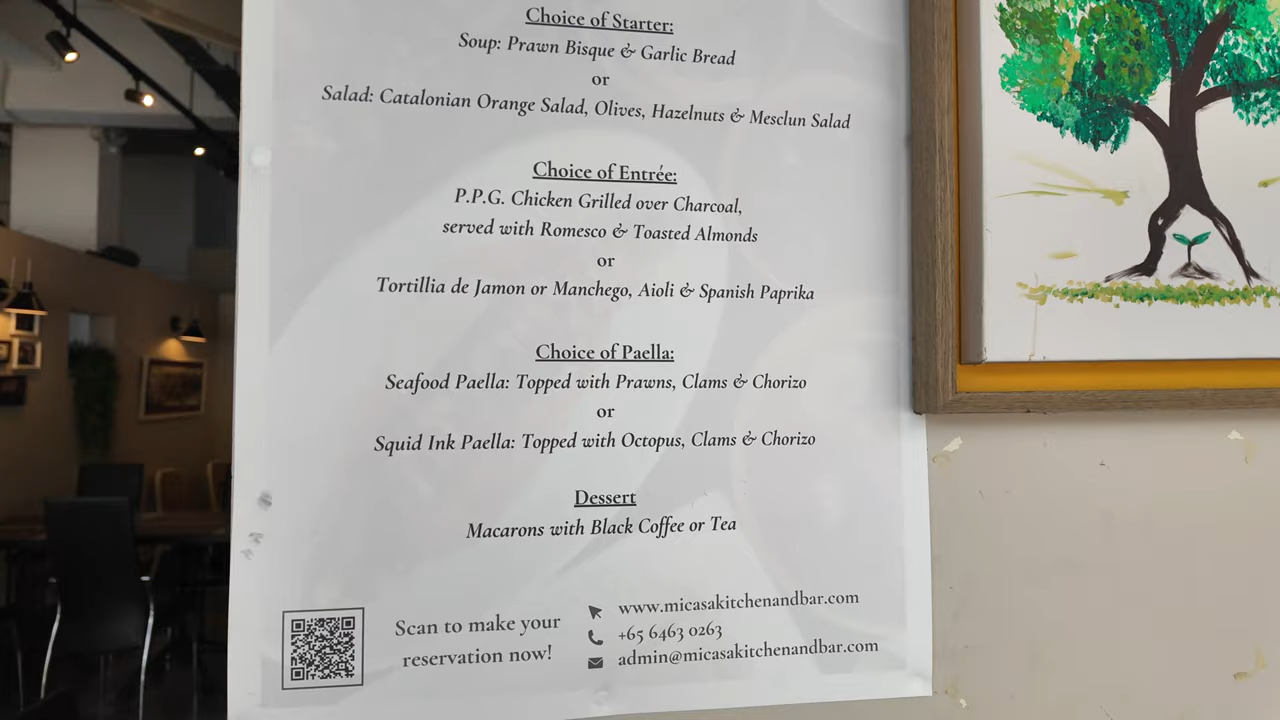 Choice of Starter:
Soup: Prawn Bisque & Garlic Bread
or
Salad: Catalonian Orange Salad, Olives, Hazelnuts & Mesclun Salad
Choice of Entrée:
P.P.G. Chicken Grilled over Charcoal,
served with Romesco & Toasted Almonds
or
Tortillia de Jamon or Manchego, Aioli & Spanish Paprika
Choice of Paella:
Seafood Paella: Topped with Prawns, Clams & Chorizo
or
Squid Ink Paella: Topped with Octopus, Clams & Chorizo
Dessert
Macarons with Black Coffee or Tea
Scan to make your
reservation now!
www.micasakitchenandbar.com
+65 6463 0263
admin@micasakitchenandbar.com